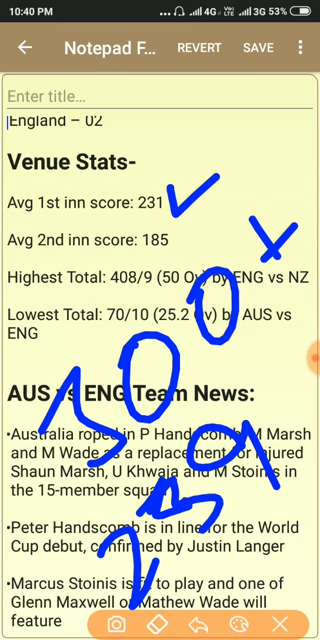 10:40 PM 4G VoLTE 3G 53%
Notepad F... REVERT SAVE
Enter title...
England – 02
Venue Stats-
Avg 1st inn score: 231
Avg 2nd inn score: 185
Highest Total: 408/9 (50 Ov) by ENG vs NZ
Lowest Total: 70/10 (25.2 Ov) by AUS vs
ENG
300
AUS vs ENG Team News:
•Australia roped in P Handscomb, M Marsh
and M Wade as a replacement for injured
Shaun Marsh, U Khwaja and M Stoinis in
the 15-member squad
•Peter Handscomb is in line for the World
Cup debut, confirmed by Justin Langer
•Marcus Stoinis is fit to play and one of
Glenn Maxwell or Mathew Wade will
feature